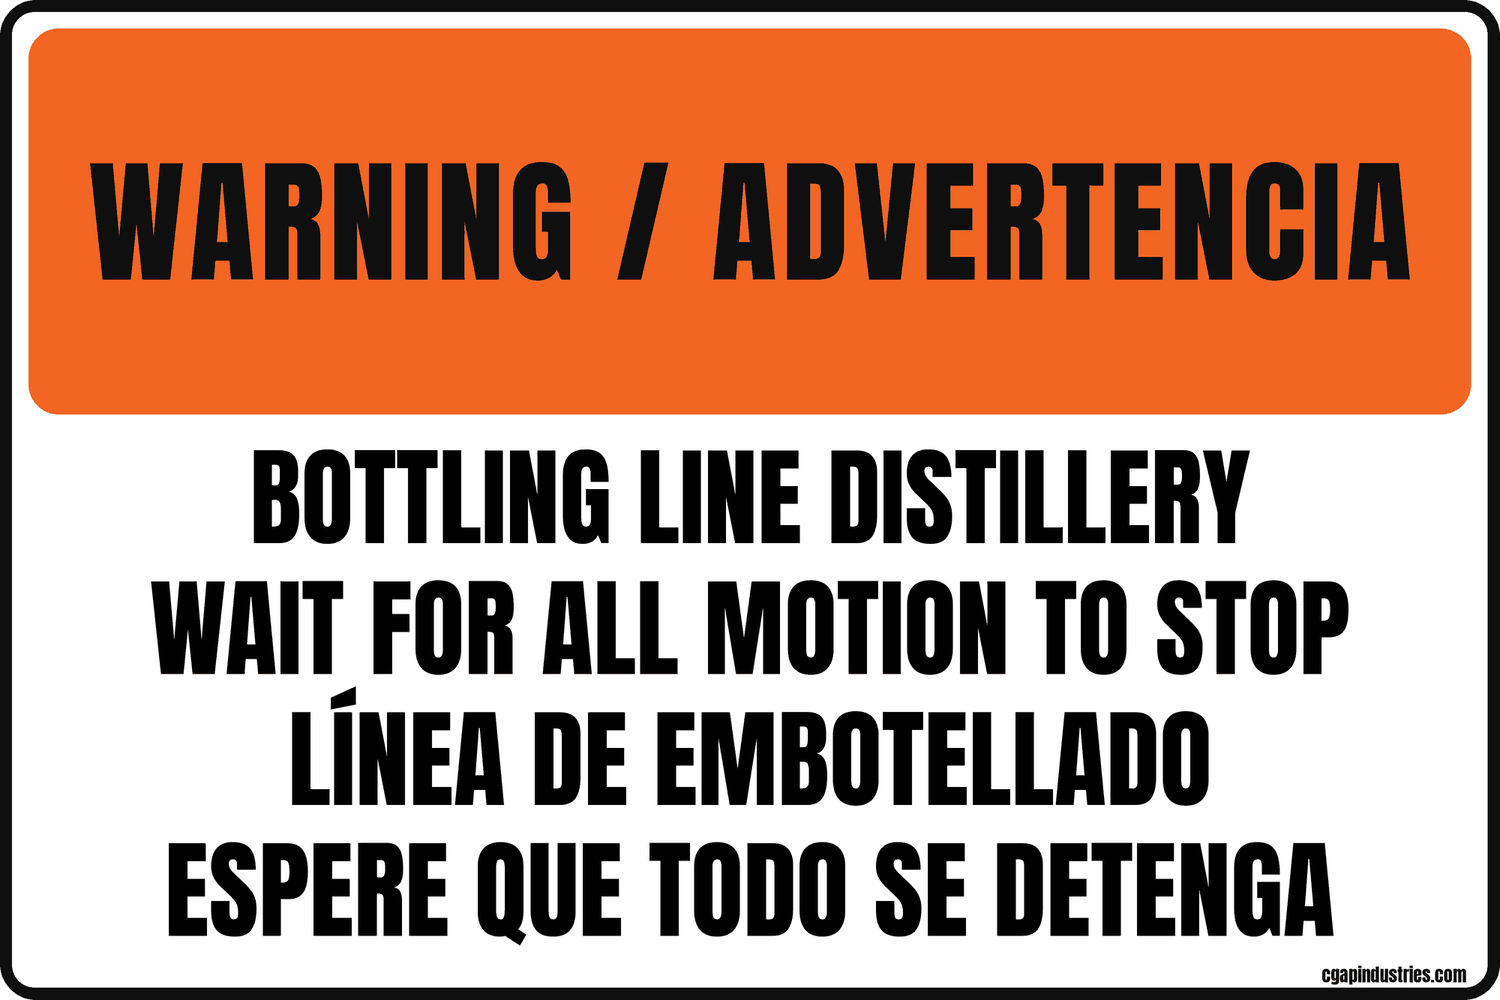 WARNING / ADVERTENCIA
BOTTLING LINE DISTILLERY
WAIT FOR ALL MOTION TO STOP
LÍNEA DE EMBOTELLADO
ESPERE QUE TODO SE DETENGA
cgapindustries.com